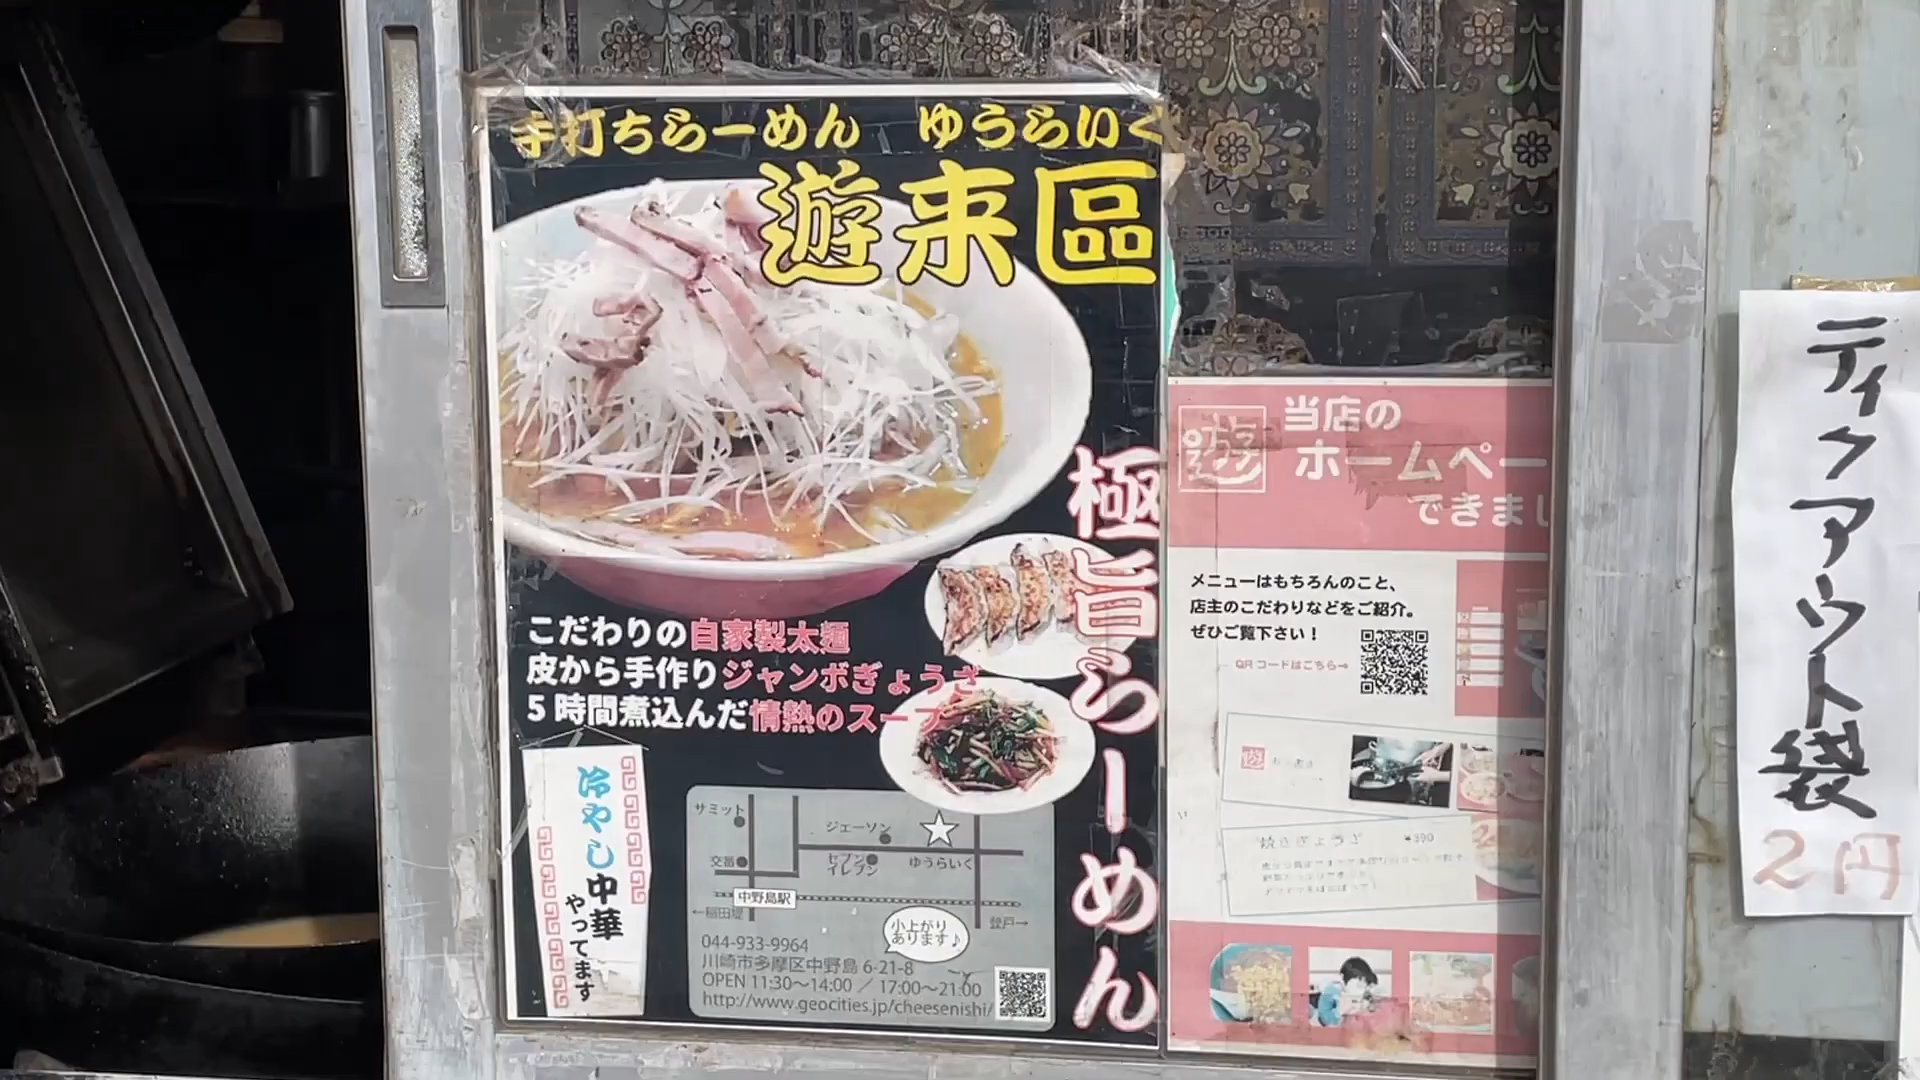 手打ちらーめん ゆうらいく
遊来區
極旨らーめん
こだわりの自家製太麺
皮から手作りジャンボぎょうざ
5時間煮込んだ情熱のスープ
冷やし中華
やってます
サミット
ジェーソン
交番
セブン
イレブン
ゆうらいく
中野島駅
←稲田堤
登戸→
小上がり
あります♪
044-933-9964
川崎市多摩区中野島 6-21-8
OPEN 11:30〜14:00 / 17:00〜21:00
http://www.geocities.jp/cheesenishi/
遊
当店の
ホームペー
できまし
メニューはもちろんのこと、
店主のこだわりなどをご紹介。
ぜひご覧下さい！
QRコードはこちら→
焼きぎょうざ ¥390
テイクアウト袋
2円